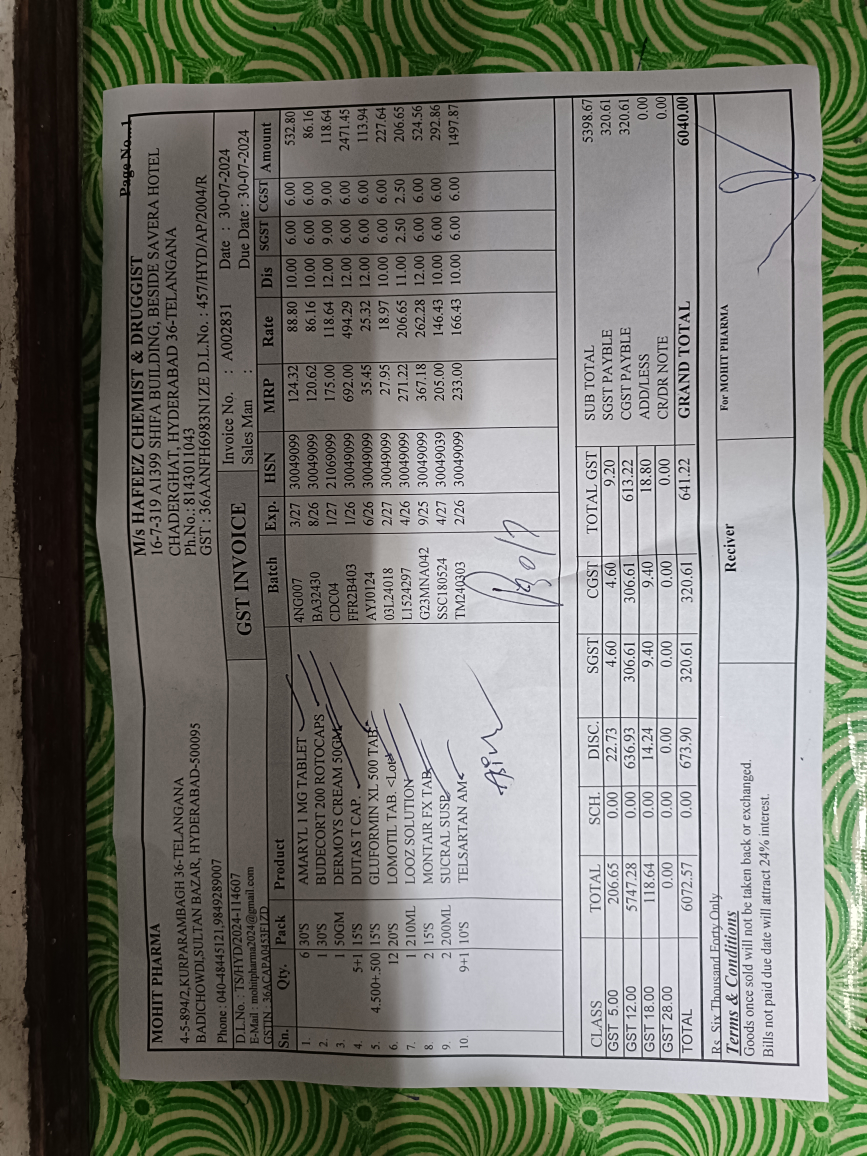 Page No...1
MOHIT PHARMA
4-5-894/2,KURPARAMBAGH 36-TELANGANA
BADICHOWDI,SULTAN BAZAR, HYDERABAD-500095
Phone : 040-48445121,9849289007
D.L.No. : TS/HYD/2024-114607
E-Mail : mohitpharma2024@gmail.com
GSTIN : 36ACAPA0453F1ZD
M/s HAFEEZ CHEMIST & DRUGGIST
16-7-319 A1399 SHIFA BUILDING, BESIDE SAVERA HOTEL
CHADERGHAT, HYDERABAD 36-TELANGANA
Ph.No.: 8143011043
GST : 36AANFH6983NIZE D.L.No. : 457/HYD/AP/2004/R
GST INVOICE
Invoice No. : A002831 Date : 30-07-2024
Sales Man : Due Date : 30-07-2024
Sn. Qty. Pack Product Batch Exp. HSN MRP Rate Dis SGST CGST Amount
1. 6 30'S AMARYL 1 MG TABLET 4NG007 3/27 30049099 124.32 88.80 10.00 6.00 6.00 532.80
2. 1 30'S BUDECORT 200 ROTOCAPS BA32430 8/26 30049099 120.62 86.16 10.00 6.00 6.00 86.16
3. 1 50GM DERMOYS CREAM 50GM CDC04 1/27 21069099 175.00 118.64 12.00 9.00 9.00 118.64
4. 5+1 15'S DUTAS T CAP. FFR2B403 1/26 30049099 692.00 494.29 12.00 6.00 6.00 2471.45
5. 4.500+.500 15'S GLUFORMIN XL 500 TAB. AYJ0124 6/26 30049099 35.45 25.32 12.00 6.00 6.00 113.94
6. 12 20'S LOMOTIL TAB. <Lot 03L24018 2/27 30049099 27.95 18.97 10.00 6.00 6.00 227.64
7. 1 210ML LOOZ SOLUTION L1524297 4/26 30049099 271.22 206.65 11.00 2.50 2.50 206.65
8 2 15'S MONTAIR FX TAB G23MNA042 9/25 30049099 367.18 262.28 12.00 6.00 6.00 524.56
9. 2 200ML SUCRAL SUSP. SSC180524 4/27 30049039 205.00 146.43 10.00 6.00 6.00 292.86
10. 9+1 10'S TELSARTAN AM TM240303 2/26 30049099 233.00 166.43 10.00 6.00 6.00 1497.87
CLASS TOTAL SCH. DISC. SGST CGST TOTAL GST
GST 5.00 206.65 0.00 22.73 4.60 4.60 9.20
GST 12.00 5747.28 0.00 636.93 306.61 306.61 613.22
GST 18.00 118.64 0.00 14.24 9.40 9.40 18.80
GST 28.00 0.00 0.00 0.00 0.00 0.00 0.00
TOTAL 6072.57 0.00 673.90 320.61 320.61 641.22
SUB TOTAL 5398.67
SGST PAYBLE 320.61
CGST PAYBLE 320.61
ADD/LESS 0.00
CR/DR NOTE 0.00
GRAND TOTAL 6040.00
Rs. Six Thousand Forty Only
Terms & Conditions
Goods once sold will not be taken back or exchanged.
Bills not paid due date will attract 24% interest.
Reciver
For MOHIT PHARMA